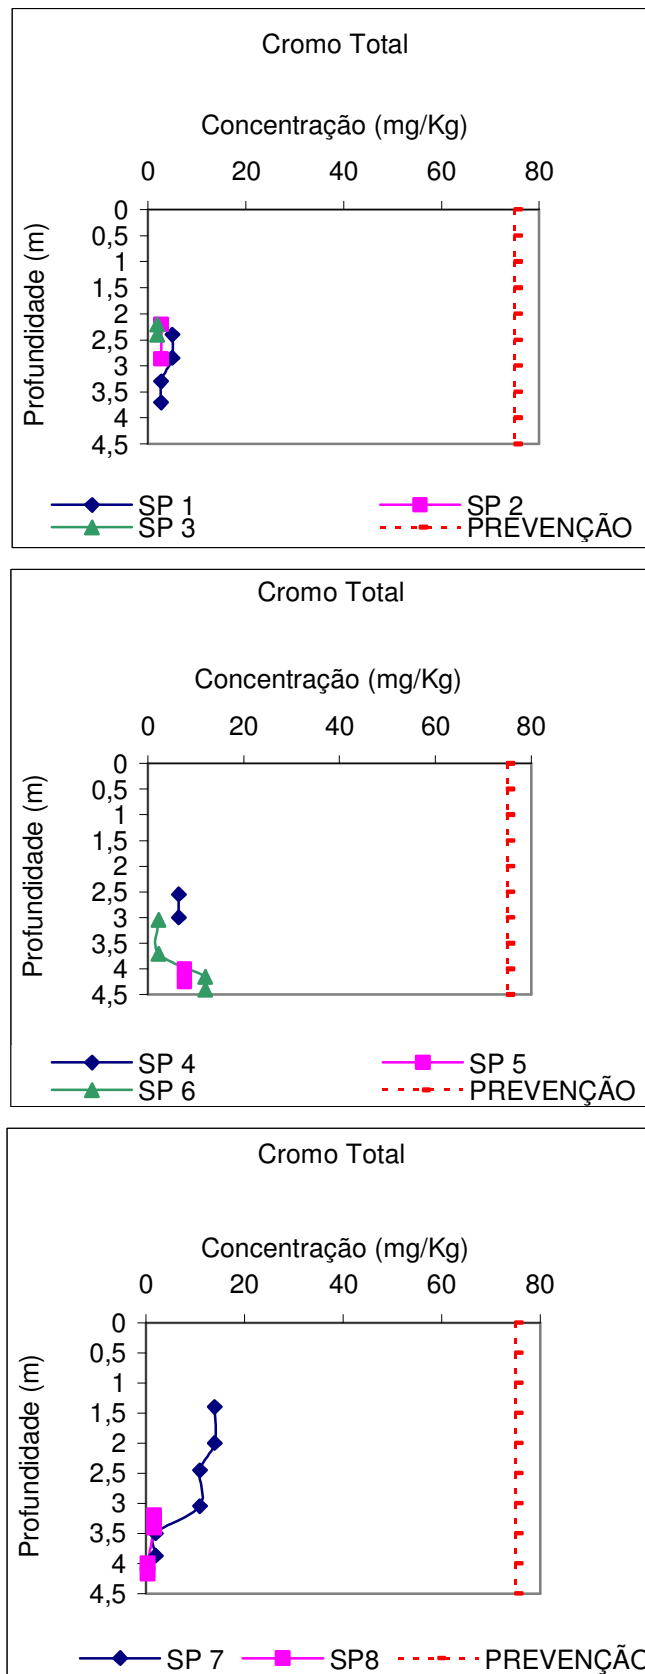 Cromo Total
Concentração (mg/Kg)
0 20 40 60 80
Profundidade (m)
0
0,5
1
1,5
2
2,5
3
3,5
4
4,5
SP 1 SP 2
SP 3 PREVENÇÃO
Cromo Total
Concentração (mg/Kg)
0 20 40 60 80
Profundidade (m)
0
0,5
1
1,5
2
2,5
3
3,5
4
4,5
SP 4 SP 5
SP 6 PREVENÇÃO
Cromo Total
Concentração (mg/Kg)
0 20 40 60 80
Profundidade (m)
0
0,5
1
1,5
2
2,5
3
3,5
4
4,5
SP 7 SP8 PREVENÇÃO